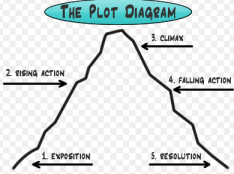 THE PLOT DIAGRAM
3. CLIMAX
2. RISING ACTION
4. FALLING ACTION
1. EXPOSITION
5. RESOLUTION